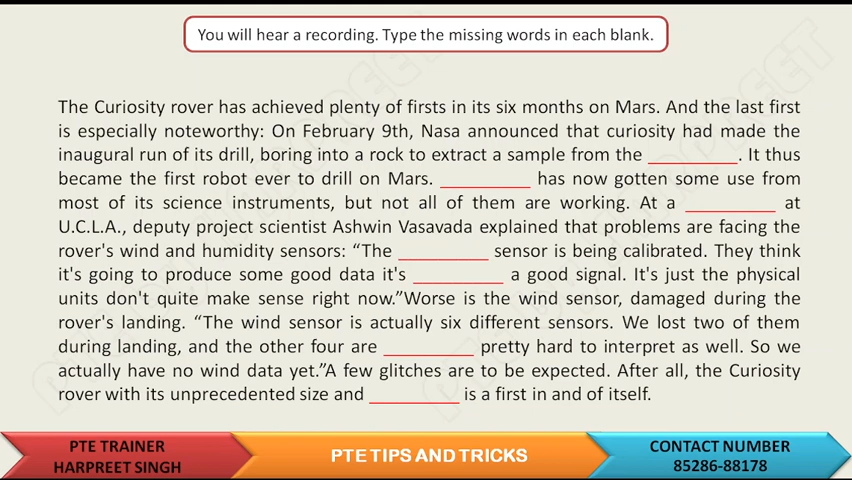 You will hear a recording. Type the missing words in each blank.
The Curiosity rover has achieved plenty of firsts in its six months on Mars. And the last first
is especially noteworthy: On February 9th, Nasa announced that curiosity had made the
inaugural run of its drill, boring into a rock to extract a sample from the __________. It thus
became the first robot ever to drill on Mars. __________ has now gotten some use from
most of its science instruments, but not all of them are working. At a __________ at
U.C.L.A., deputy project scientist Ashwin Vasavada explained that problems are facing the
rover's wind and humidity sensors: “The __________ sensor is being calibrated. They think
it's going to produce some good data it's __________ a good signal. It's just the physical
units don't quite make sense right now.”Worse is the wind sensor, damaged during the
rover's landing. “The wind sensor is actually six different sensors. We lost two of them
during landing, and the other four are __________ pretty hard to interpret as well. So we
actually have no wind data yet.”A few glitches are to be expected. After all, the Curiosity
rover with its unprecedented size and __________ is a first in and of itself.
PTE TRAINER
HARPREET SINGH
PTE TIPS AND TRICKS
CONTACT NUMBER
85286-88178